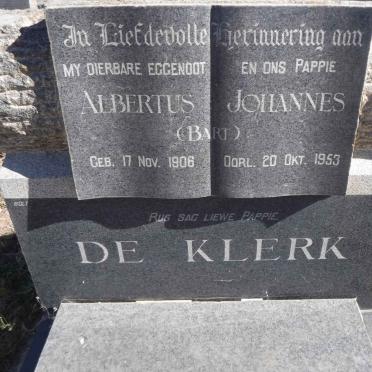 In Liefdevolle Herinnering aan
MY DIERBARE EGGENOOT EN ONS PAPPIE
ALBERTUS JOHANNES
(BART)
GEB. 17 NOV. 1906 OORL. 20 OKT. 1953
RUS SAG LIEWE PAPPIE
DE KLERK